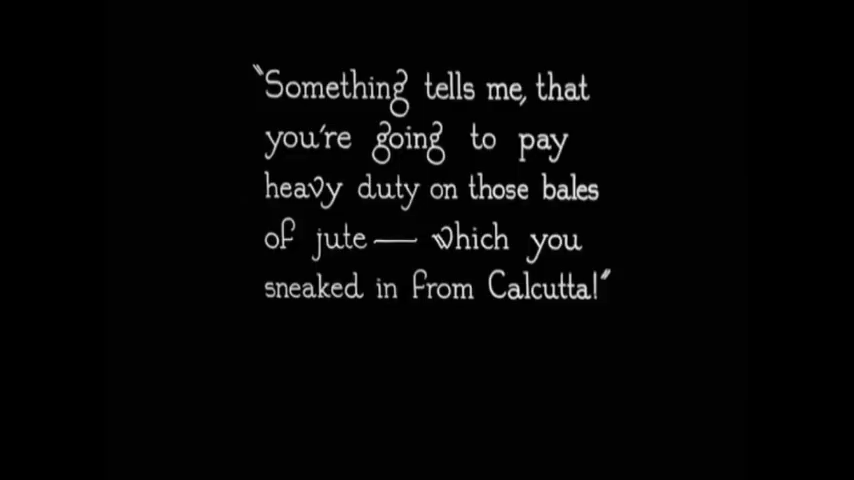 "Something tells me, that
you're going to pay
heavy duty on those bales
of jute — which you
sneaked in from Calcutta!"